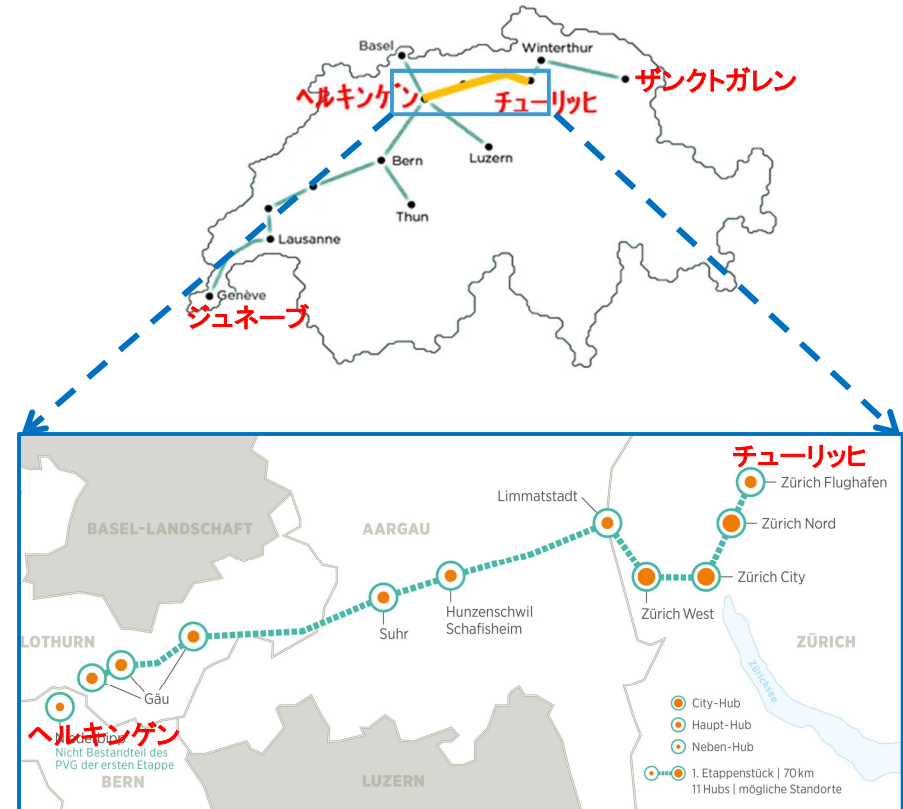 Basel
Winterthur
ザンクトガレン
ヘルキンゲン
チューリッヒ
Bern
Luzern
Thun
Lausanne
Genève
ジュネーブ
チューリッヒ
Zürich Flughafen
Limmatstadt
BASEL-LANDSCHAFT
AARGAU
Zürich Nord
Zürich City
Hunzenschwil
Schafisheim
Zürich West
Suhr
LOTHURN
ZÜRICH
Gäu
Zürichsee
City-Hub
Haupt-Hub
Neben-Hub
ヘルキンゲン
Niederbipp
Nicht Bestandteil des
PVG der ersten Etappe
BERN
LUZERN
1. Etappenstück | 70 km
11 Hubs | mögliche Standorte